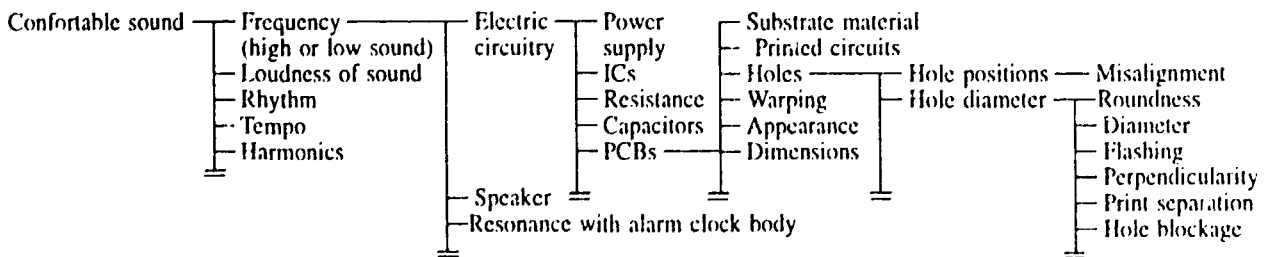 Confortable sound Frequency Electric Power Substrate material
(high or low sound) circuitry supply Printed circuits
Loudness of sound ICs Holes Hole positions Misalignment
Rhythm Resistance Warping Hole diameter Roundness
Tempo Capacitors Appearance Diameter
Harmonics PCBs Dimensions Flashing
Perpendicularity
Speaker Print separation
Resonance with alarm clock body Hole blockage